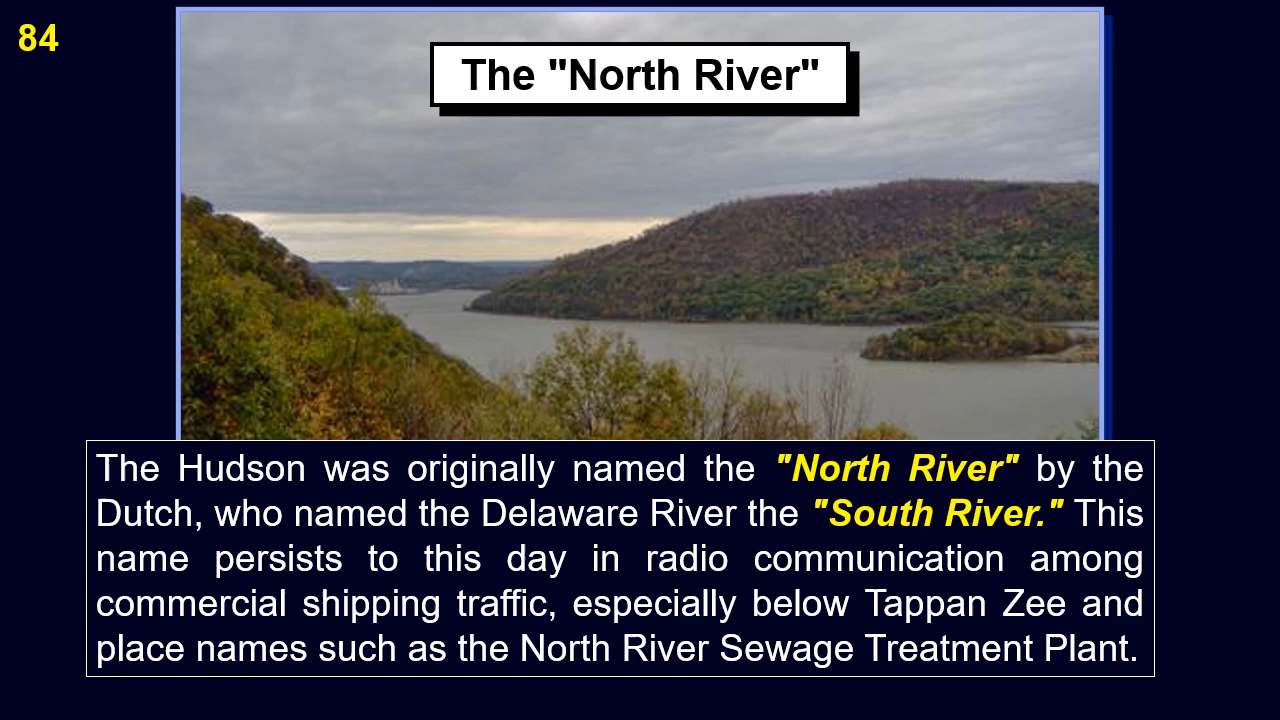 84
The "North River"
The Hudson was originally named the "North River" by the
Dutch, who named the Delaware River the "South River." This
name persists to this day in radio communication among
commercial shipping traffic, especially below Tappan Zee and
place names such as the North River Sewage Treatment Plant.